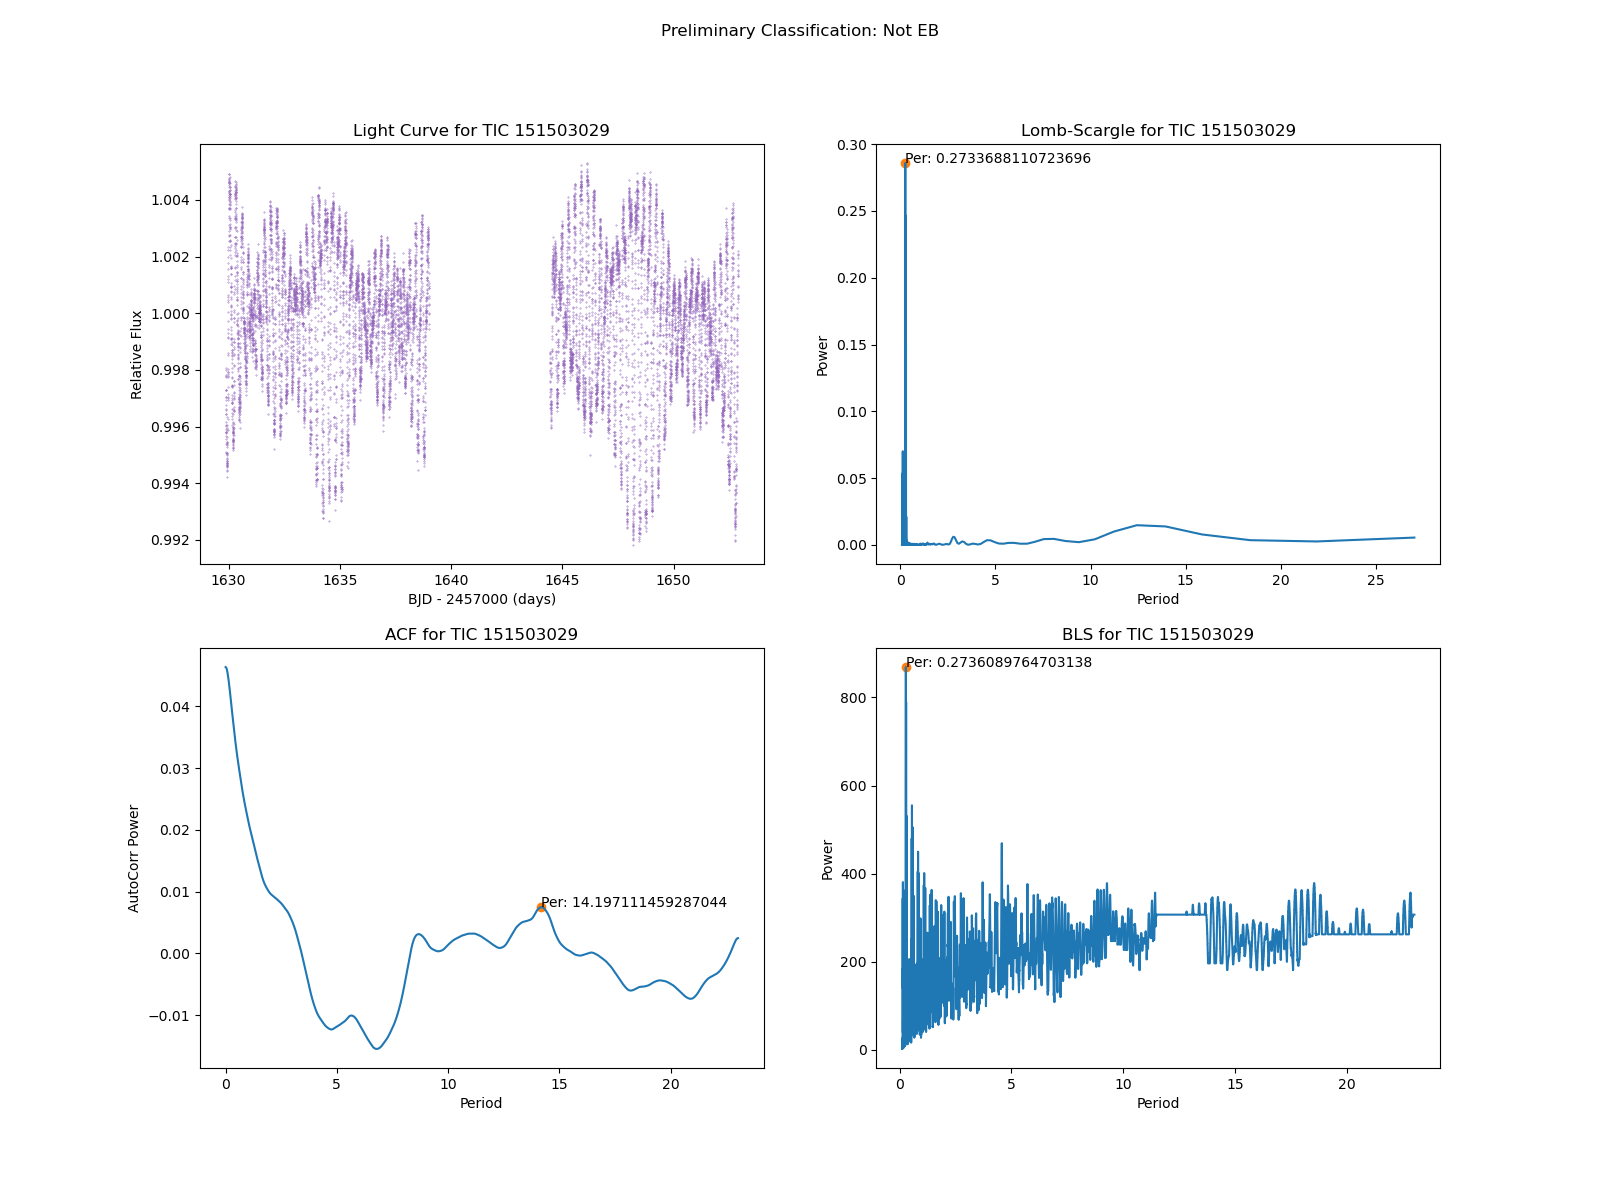 Preliminary Classification: Not EB
Light Curve for TIC 151503029
Relative Flux
1.004
1.002
1.000
0.998
0.996
0.994
0.992
1630 1635 1640 1645 1650
BJD - 2457000 (days)
Lomb-Scargle for TIC 151503029
Power
0.30
0.25
0.20
0.15
0.10
0.05
0.00
Per: 0.2733688110723696
0 5 10 15 20 25
Period
ACF for TIC 151503029
AutoCorr Power
0.04
0.03
0.02
0.01
0.00
−0.01
Per: 14.197111459287044
0 5 10 15 20
Period
BLS for TIC 151503029
Power
800
600
400
200
0
Per: 0.2736089764703138
0 5 10 15 20
Period